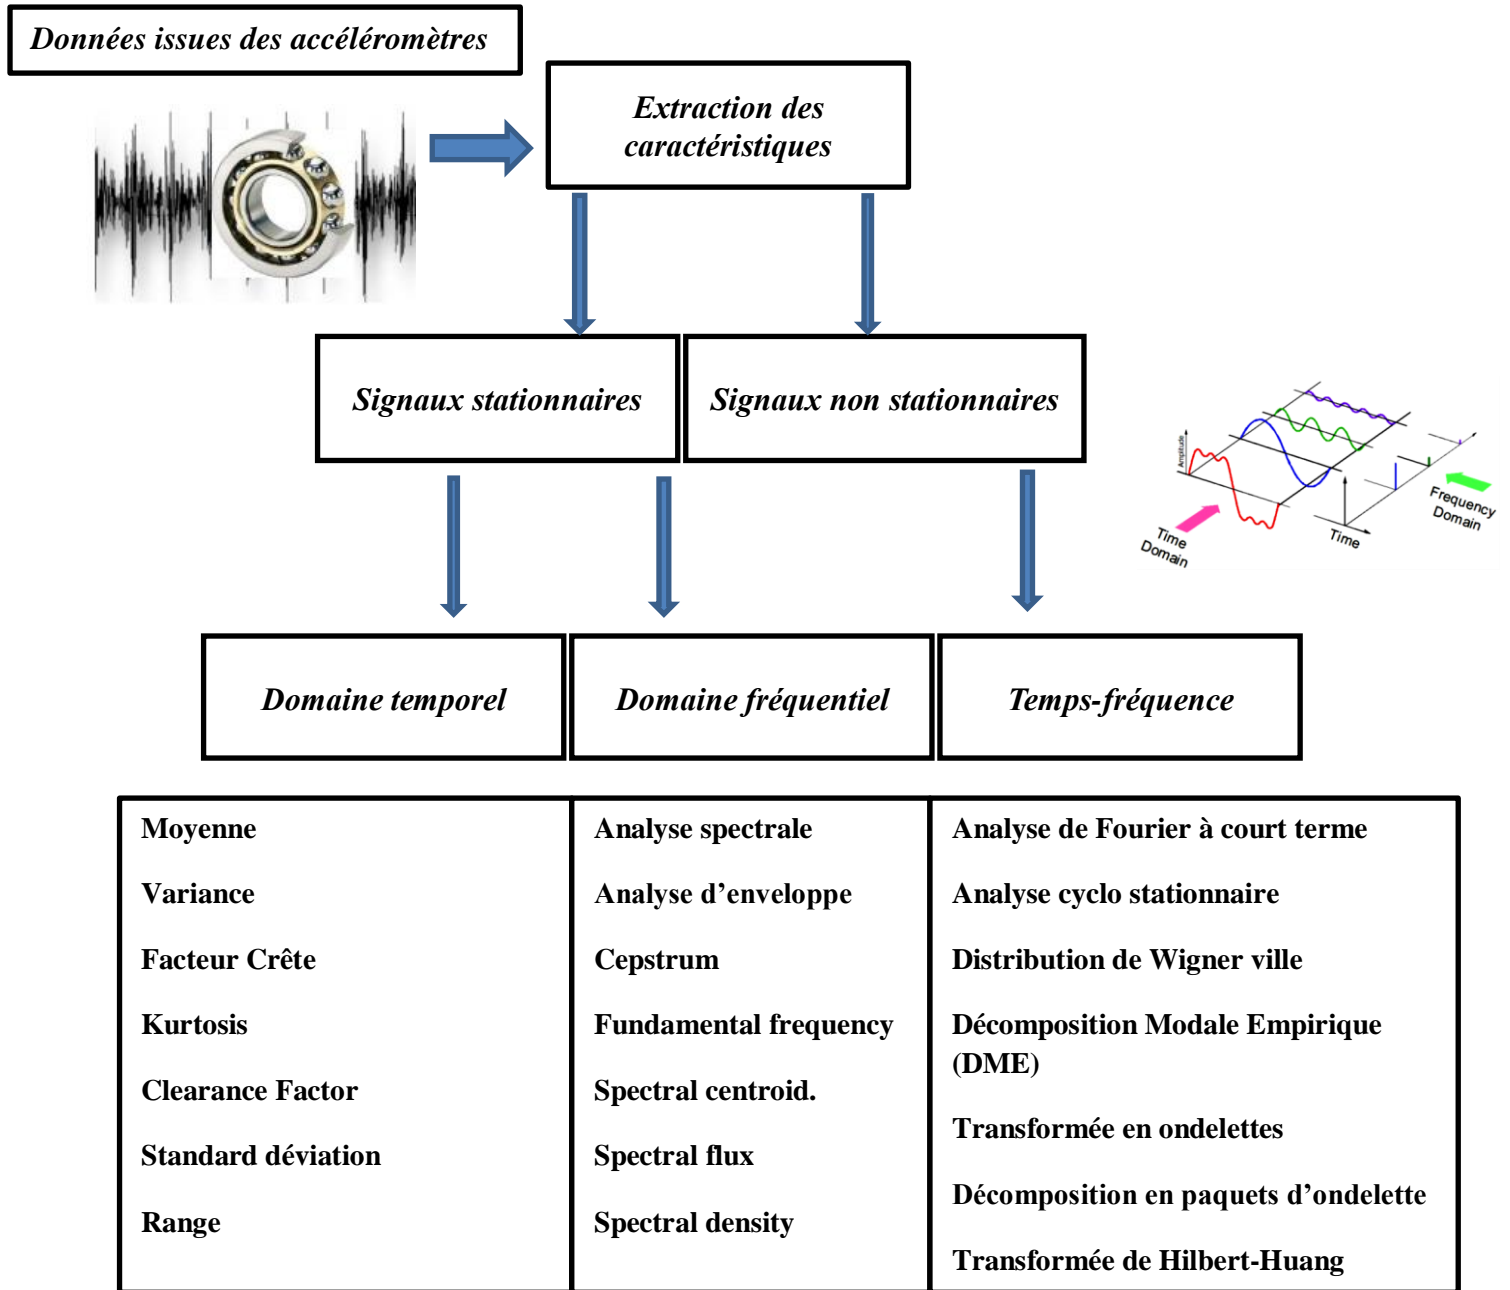 Données issues des accéléromètres
Extraction des
caractéristiques
Signaux stationnaires
Signaux non stationnaires
Amplitude
Time
Domain
Time
Frequency
Domain
Domaine temporel
Domaine fréquentiel
Temps-fréquence
Moyenne
Variance
Facteur Crête
Kurtosis
Clearance Factor
Standard déviation
Range
Analyse spectrale
Analyse d’enveloppe
Cepstrum
Fundamental frequency
Spectral centroid.
Spectral flux
Spectral density
Analyse de Fourier à court terme
Analyse cyclo stationnaire
Distribution de Wigner ville
Décomposition Modale Empirique
(DME)
Transformée en ondelettes
Décomposition en paquets d’ondelette
Transformée de Hilbert-Huang